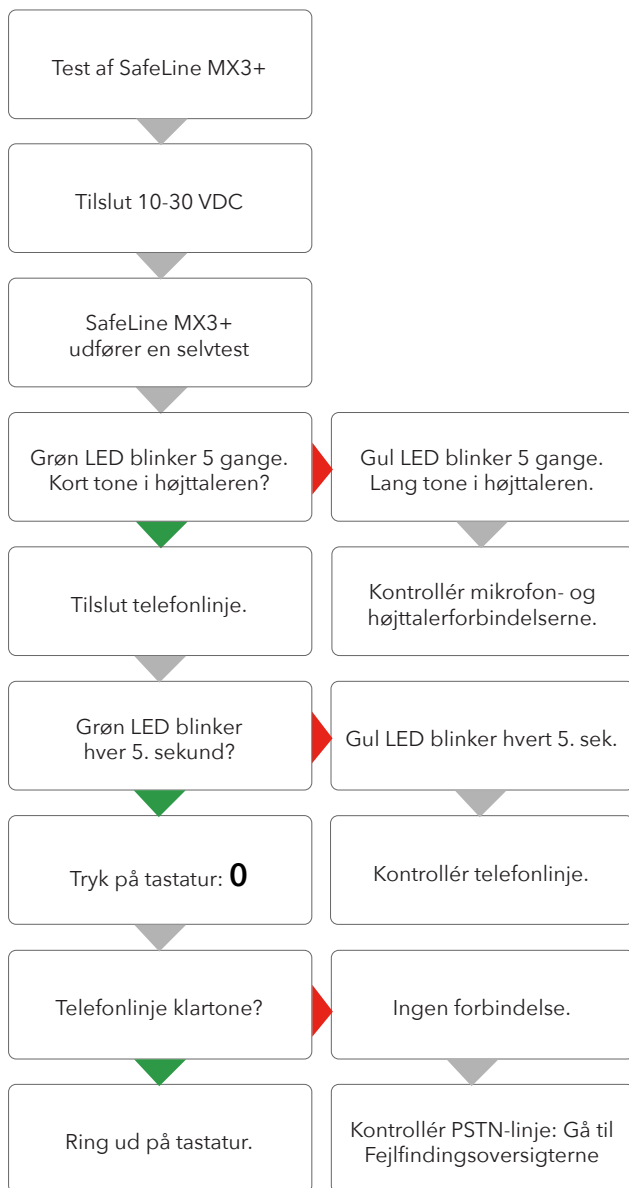 Test af SafeLine MX3+
Tilslut 10-30 VDC
SafeLine MX3+
udfører en selvtest
Grøn LED blinker 5 gange.
Kort tone i højttaleren?
Gul LED blinker 5 gange.
Lang tone i højttaleren.
Tilslut telefonlinje.
Kontrollér mikrofon- og
højttalerforbindelserne.
Grøn LED blinker
hver 5. sekund?
Gul LED blinker hvert 5. sek.
Tryk på tastatur: 0
Kontrollér telefonlinje.
Telefonlinje klartone?
Ingen forbindelse.
Ring ud på tastatur.
Kontrollér PSTN-linje: Gå til
Fejlfindingsoversigterne